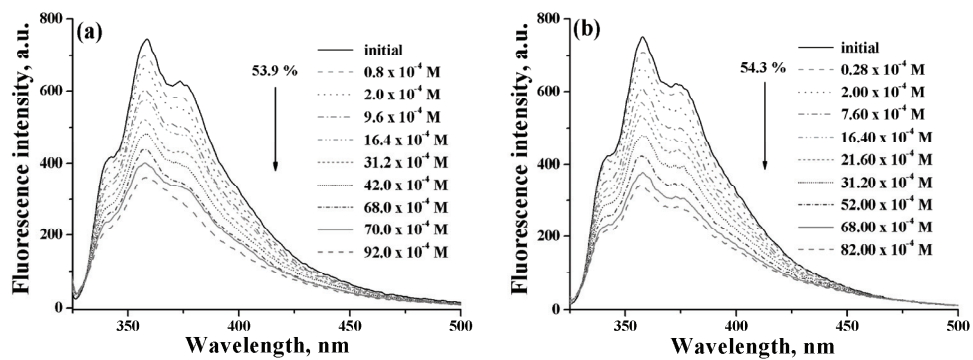 (a)
Fluorescence intensity, a.u.
800
600
400
200
0
350
400
450
500
Wavelength, nm
53.9 %
initial
0.8 x 10⁻⁴ M
2.0 x 10⁻⁴ M
9.6 x 10⁻⁴ M
16.4 x 10⁻⁴ M
31.2 x 10⁻⁴ M
42.0 x 10⁻⁴ M
68.0 x 10⁻⁴ M
70.0 x 10⁻⁴ M
92.0 x 10⁻⁴ M
(b)
Fluorescence intensity, a.u.
800
600
400
200
0
350
400
450
500
Wavelength, nm
54.3 %
initial
0.28 x 10⁻⁴ M
2.00 x 10⁻⁴ M
7.60 x 10⁻⁴ M
16.40 x 10⁻⁴ M
21.60 x 10⁻⁴ M
31.20 x 10⁻⁴ M
52.00 x 10⁻⁴ M
68.00 x 10⁻⁴ M
82.00 x 10⁻⁴ M